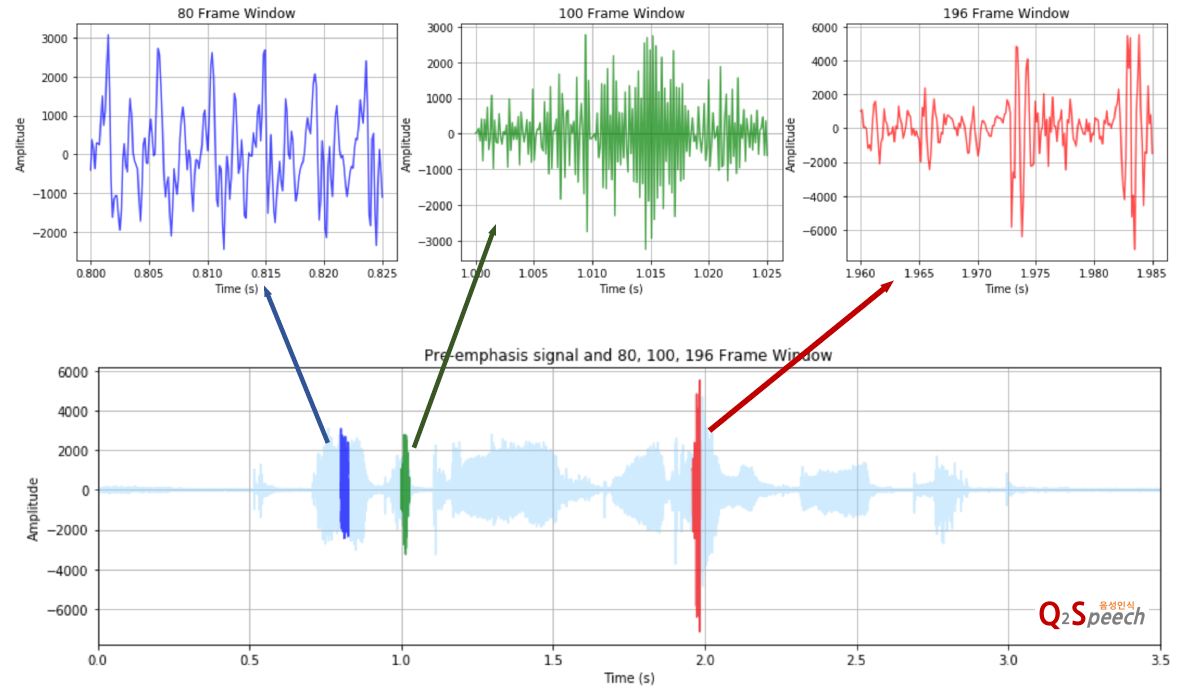 80 Frame Window
100 Frame Window
196 Frame Window
3000
2000
1000
0
−1000
−2000
Amplitude
0.800 0.805 0.810 0.815 0.820 0.825
Time (s)
3000
2000
1000
0
−1000
−2000
−3000
Amplitude
1.000 1.005 1.010 1.015 1.020 1.025
Time (s)
6000
4000
2000
0
−2000
−4000
−6000
Amplitude
1.960 1.965 1.970 1.975 1.980 1.985
Time (s)
Pre-emphasis signal and 80, 100, 196 Frame Window
6000
4000
2000
0
−2000
−4000
−6000
Amplitude
0.0 0.5 1.0 1.5 2.0 2.5 3.0 3.5
Time (s)
음성인식
Q2Speech